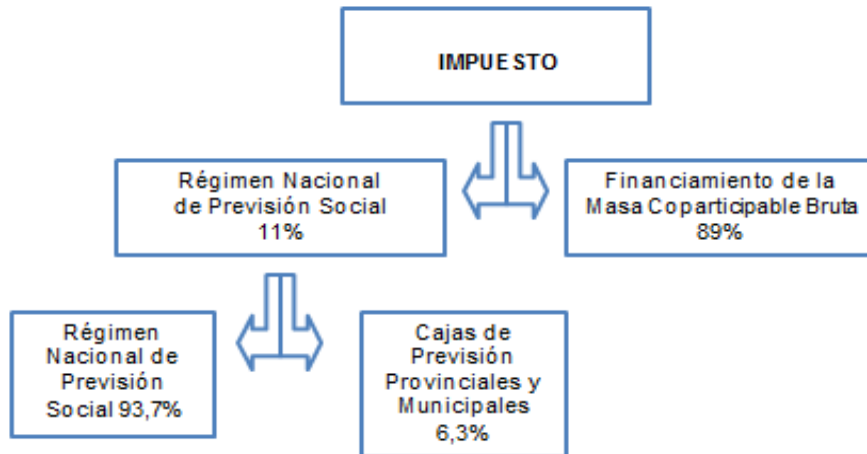 IMPUESTO
Régimen Nacional
de Previsión Social
11%
Financiamiento de la
Masa Coparticipable Bruta
89%
Régimen
Nacional de
Previsión
Social 93,7%
Cajas de
Previsión
Provinciales y
Municipales
6,3%